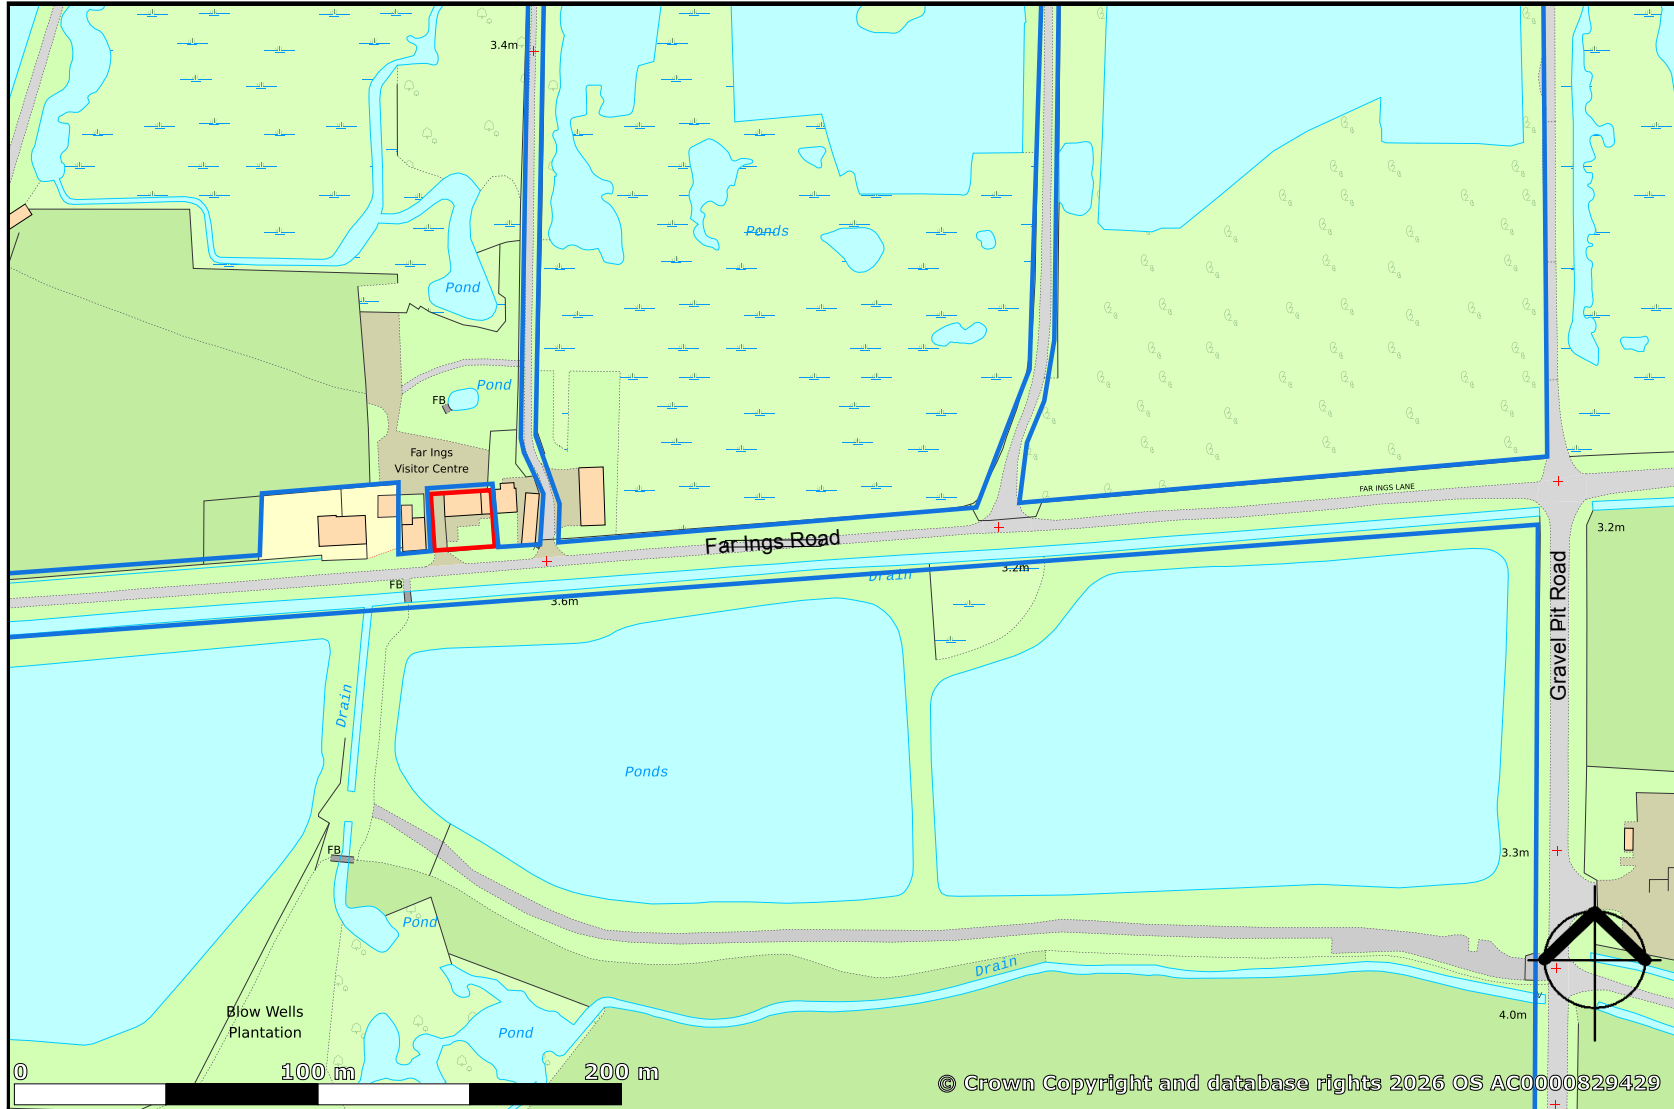 3.4m
Ponds
Pond
Pond
FB
Far Ings
Visitor Centre
FAR INGS LANE
3.2m
Far Ings Road
Drain
3.2m
FB
3.6m
Gravel Pit Road
Drain
Ponds
FB
3.3m
Pond
Drain
Blow Wells
Plantation
Pond
4.0m
0
100 m
200 m
© Crown Copyright and database rights 2026 OS AC0000829429